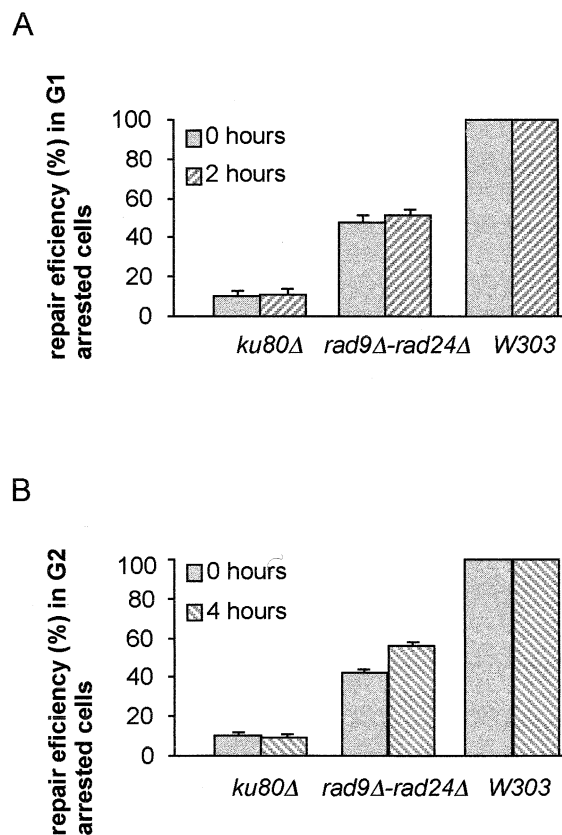 A
repair eficiency (%) in G1
arrested cells
100
80
60
40
20
0
0 hours
2 hours
ku80Δ rad9Δ-rad24Δ W303
B
repair eficiency (%) in G2
arrested cells
100
80
60
40
20
0
0 hours
4 hours
ku80Δ rad9Δ-rad24Δ W303